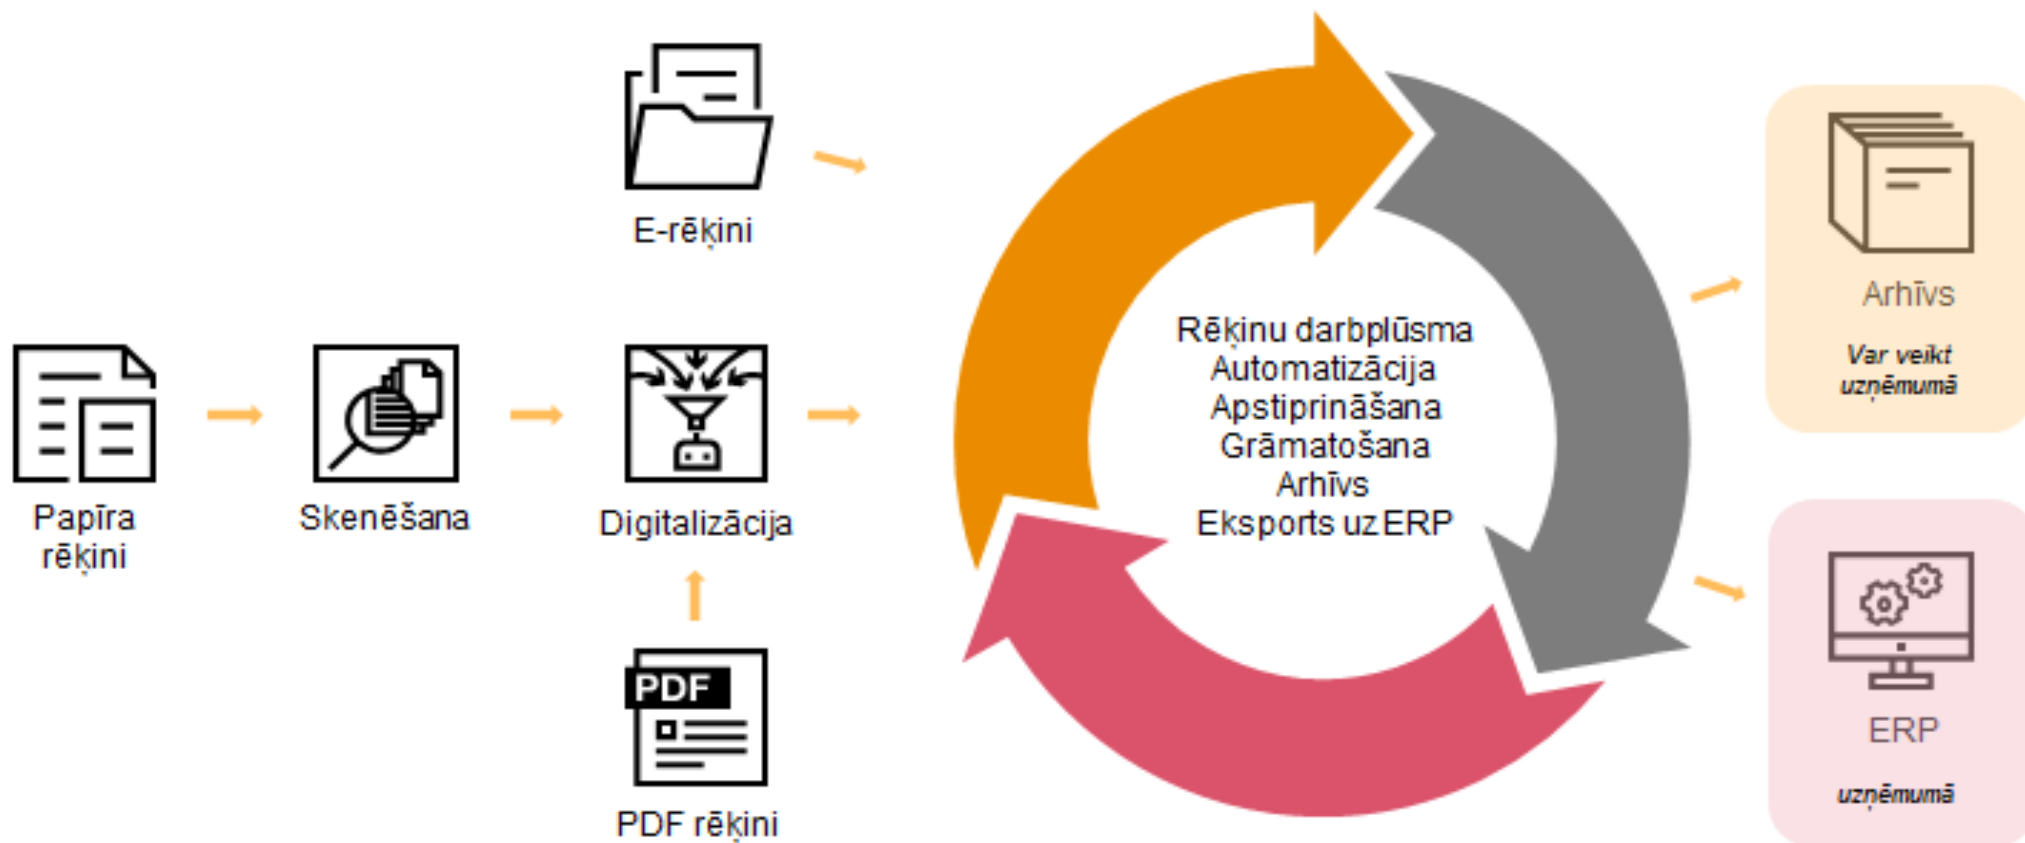 E-rēķini
Papīra
rēķini
Skenēšana
Digitalizācija
PDF
PDF rēķini
Rēķinu darbplūsma
Automatizācija
Apstiprināšana
Grāmatošana
Arhīvs
Eksports uz ERP
Arhīvs
Var veikt
uzņēmumā
ERP
uzņēmumā